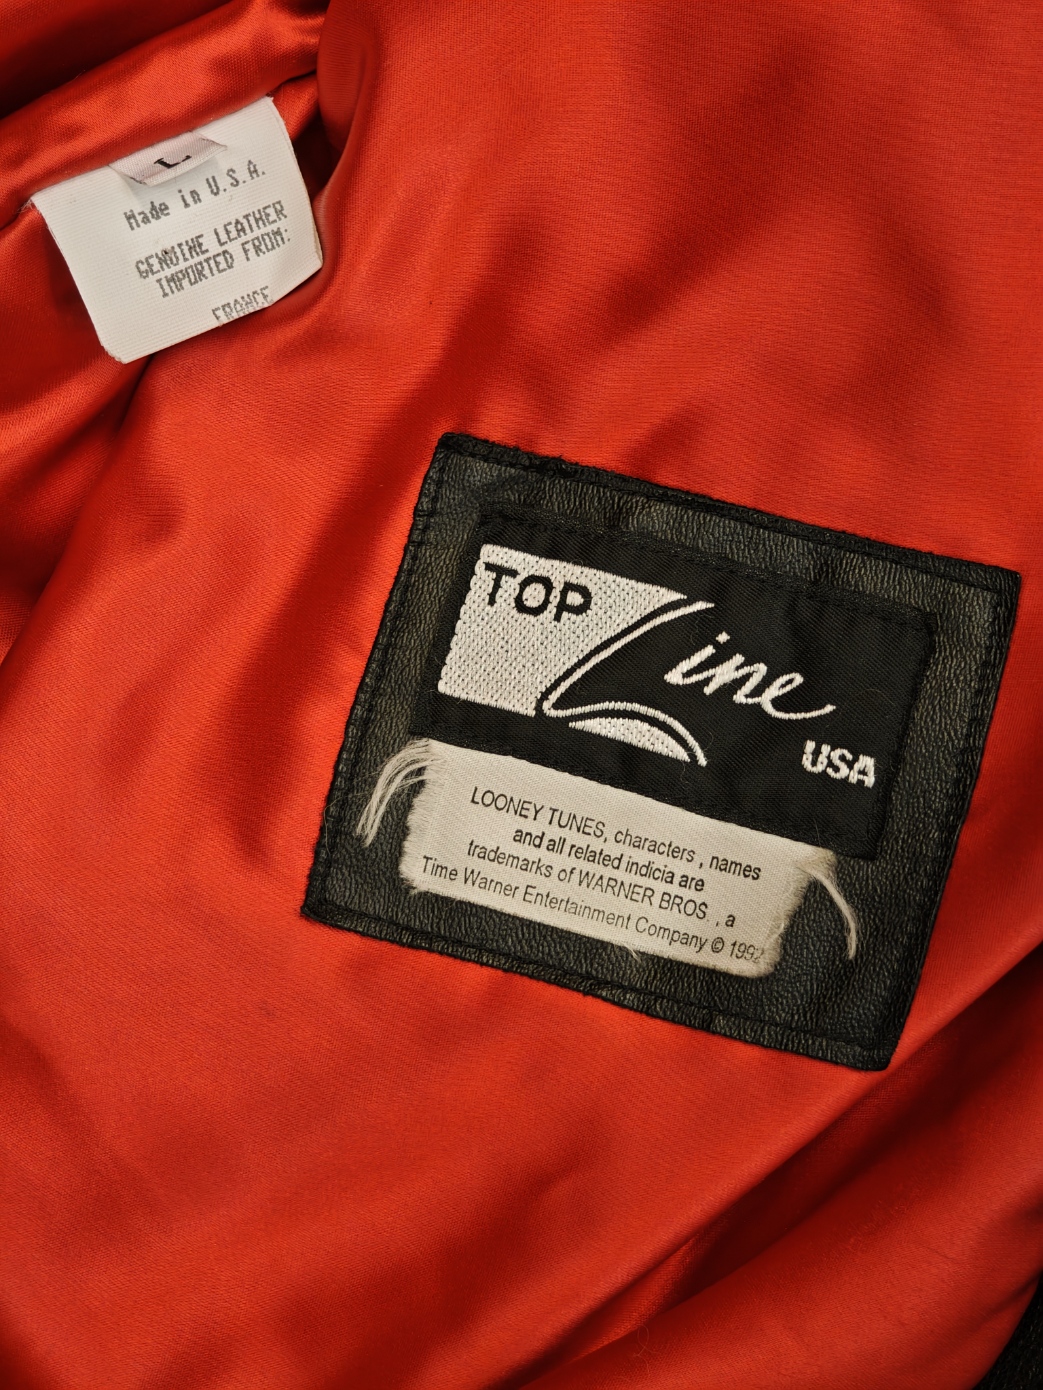 L
Made in U.S.A.
GENUINE LEATHER
IMPORTED FROM:
FRANCE
TOP
Line
USA
LOONEY TUNES, characters, names
and all related indicia are
trademarks of WARNER BROS., a
Time Warner Entertainment Company © 1992